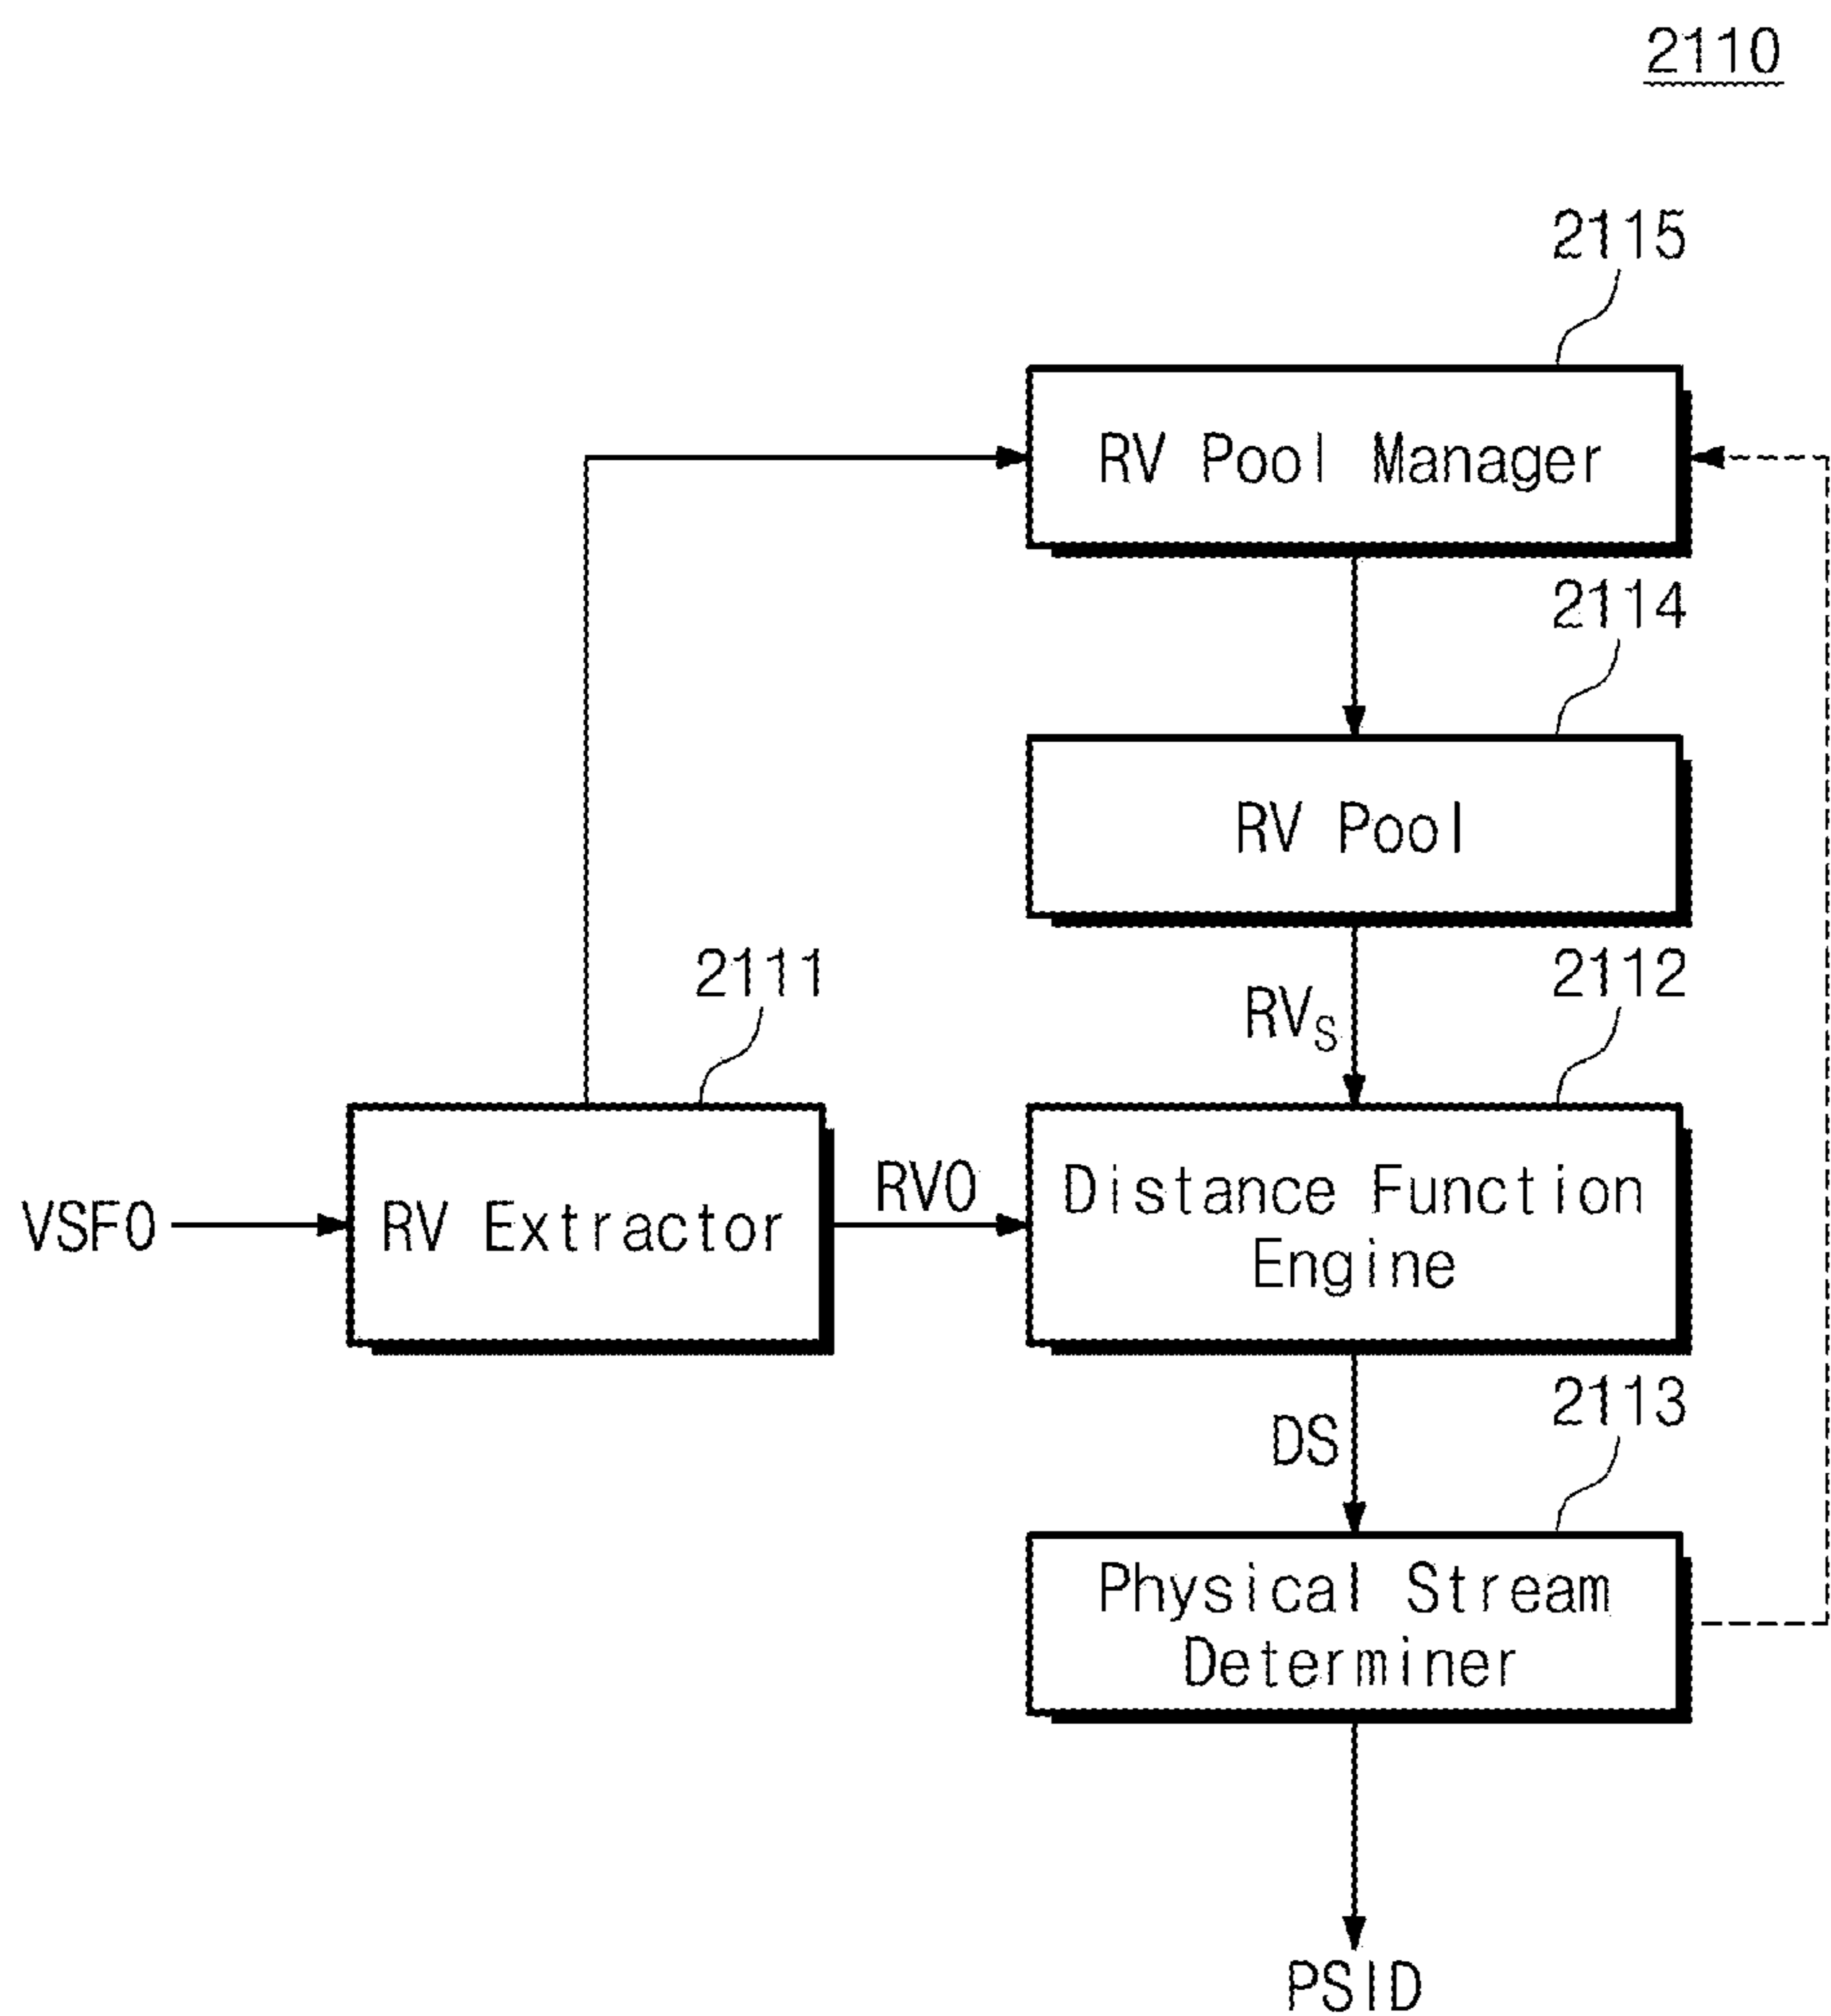 2110
2115
RV Pool Manager
2114
RV Pool
2111
RVS
2112
VSF0
RV Extractor
RV0
Distance Function
Engine
DS
2113
Physical Stream
Determiner
PSID